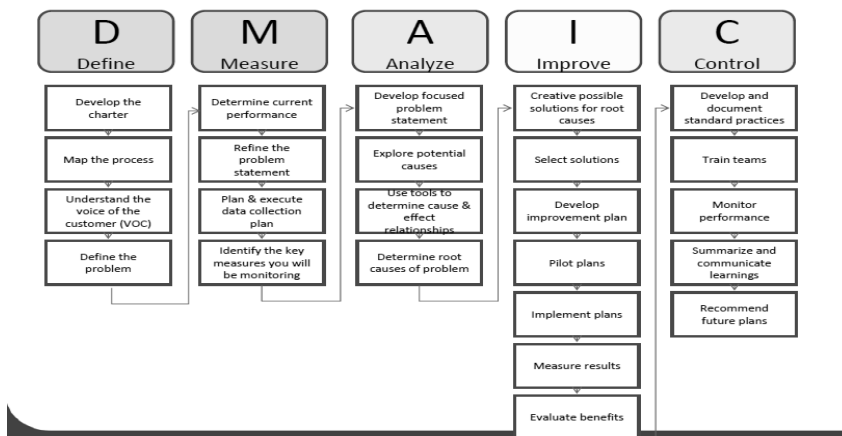 D
Define
Develop the
charter
Map the process
Understand the
voice of the
customer (VOC)
Define the
problem
M
Measure
Determine current
performance
Refine the
problem
statement
Plan & execute
data collection
plan
Identify the key
measures you will
be monitoring
A
Analyze
Develop focused
problem
statement
Explore potential
causes
Use tools to
determine cause &
effect
relationships
Determine root
causes of problem
I
Improve
Creative possible
solutions for root
causes
Select solutions
Develop
improvement plan
Pilot plans
Implement plans
Measure results
Evaluate benefits
C
Control
Develop and
document
standard practices
Train teams
Monitor
performance
Summarize and
communicate
learnings
Recommend
future plans